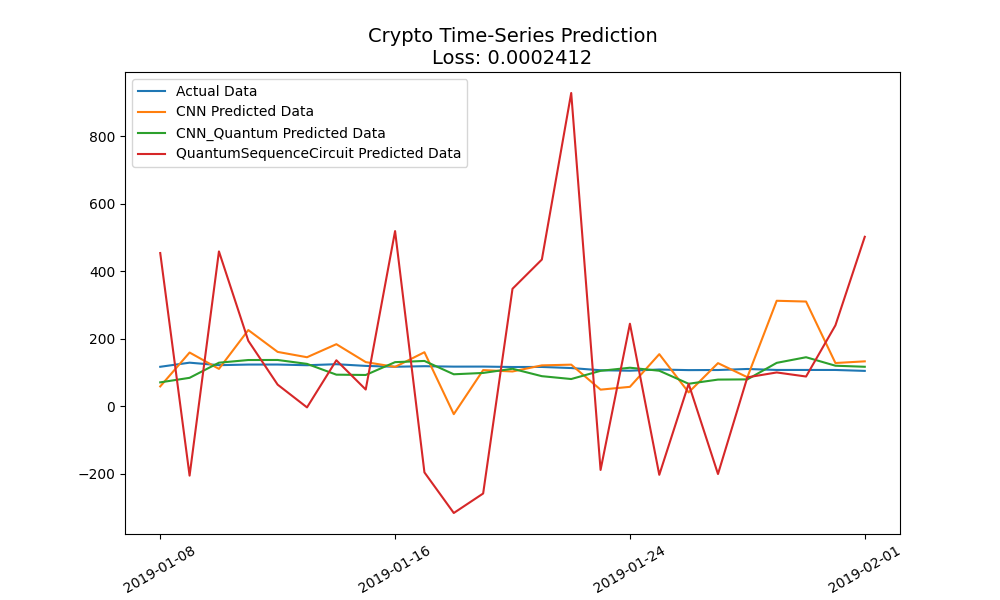 Crypto Time-Series Prediction
Loss: 0.0002412
Actual Data
CNN Predicted Data
CNN_Quantum Predicted Data
QuantumSequenceCircuit Predicted Data
800
600
400
200
0
−200
2019-01-08
2019-01-16
2019-01-24
2019-02-01